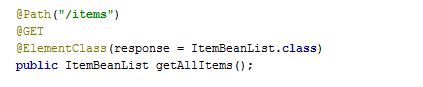 @Path("/items")
@GET
@ElementClass(response = ItemBeanList.class)
public ItemBeanList getAllItems();